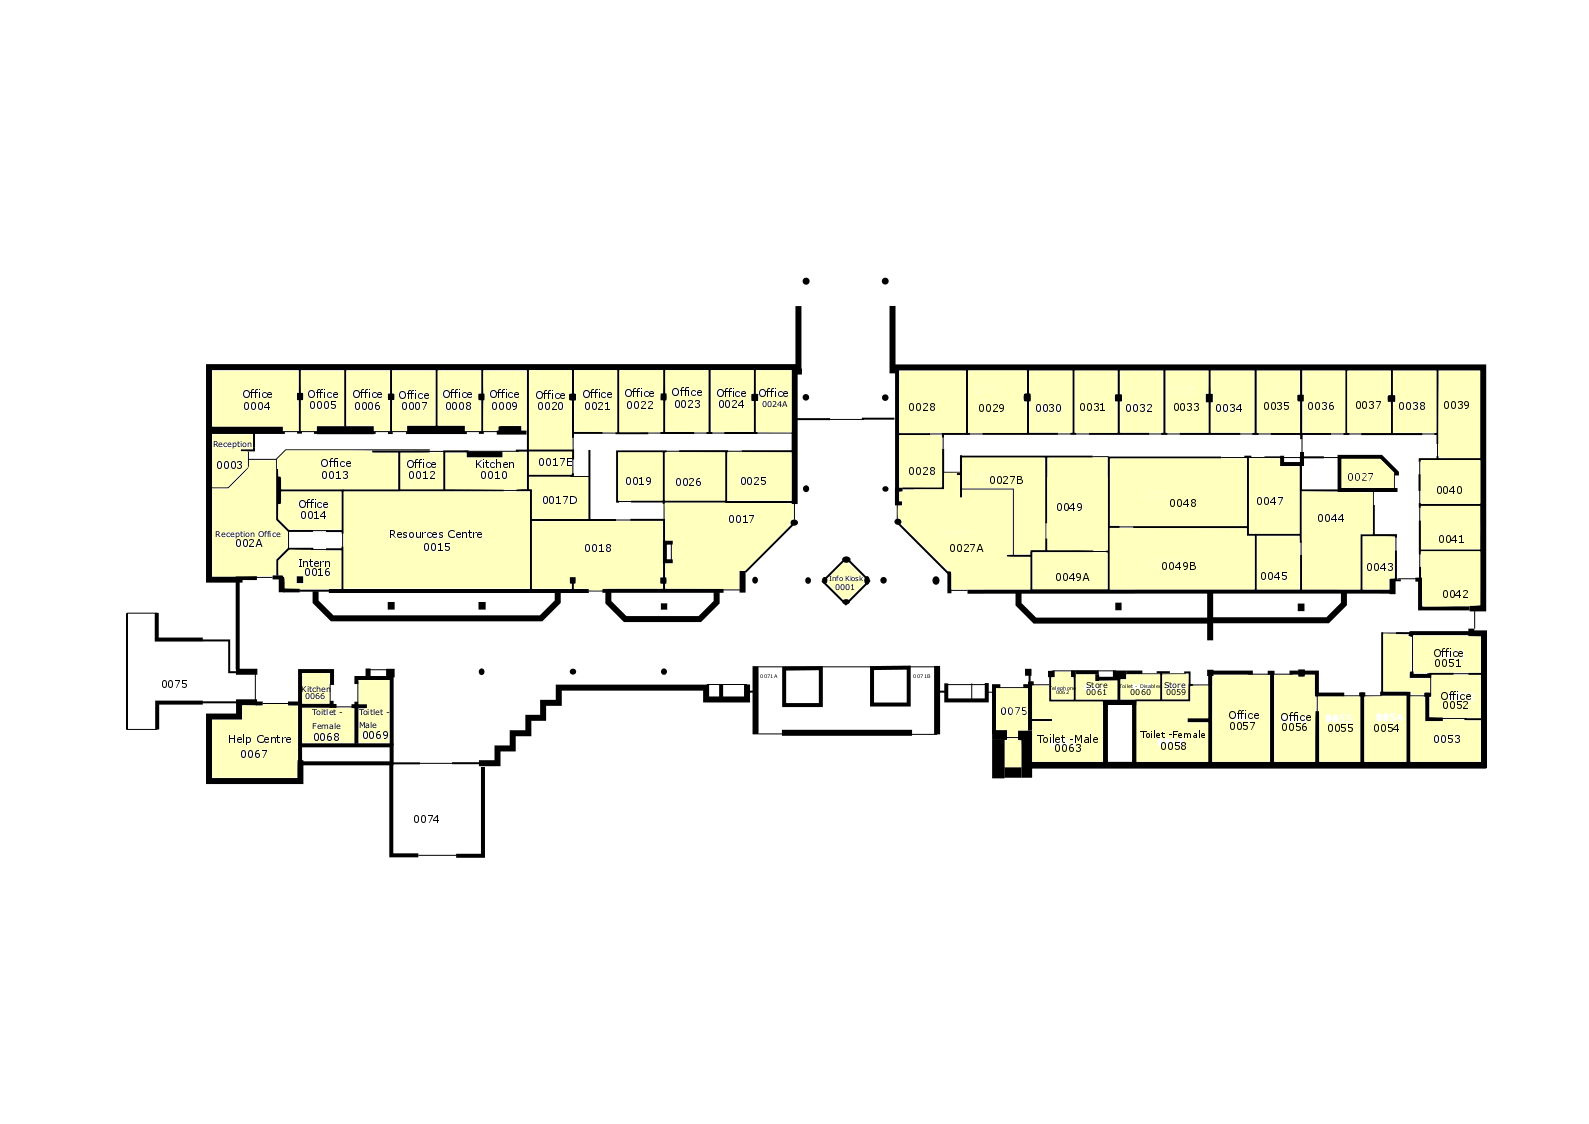 Office
0004
Office
0005
Office
0006
Office
0007
Office
0008
Office
0009
Office
0020
Office
0021
Office
0022
Office
0023
Office
0024
Office
0024A
0028
0029
0030
0031
0032
0033
0034
0035
0036
0037
0038
0039
Reception
0003
Office
0013
Office
0012
Kitchen
0010
0017E
0017D
0019
0026
0025
0017
0028
0027B
0049
0048
0047
0027
0044
0040
0041
0042
Office
0014
Resources Centre
0015
0018
Reception Office
002A
Intern
0016
Info Kiosk
0001
0027A
0049A
0049B
0045
0043
0075
Kitchen
0066
Toitlet -
Female
0068
Toitlet -
Male
0069
Help Centre
0067
0074
0071A
0071B
0075
Telephone
0062
Store
0061
Toilet - Disabled
0060
Store
0059
Toilet -Male
0063
Toilet -Female
0058
Office
0057
Office
0056
0055
0054
Office
0051
Office
0052
0053